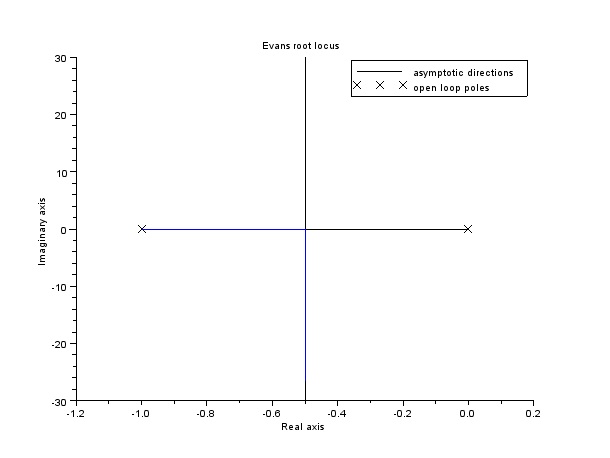 Evans root locus
asymptotic directions
open loop poles
30
20
10
0
-10
-20
-30
Imaginary axis
-1.2 -1.0 -0.8 -0.6 -0.4 -0.2 0.0 0.2
Real axis